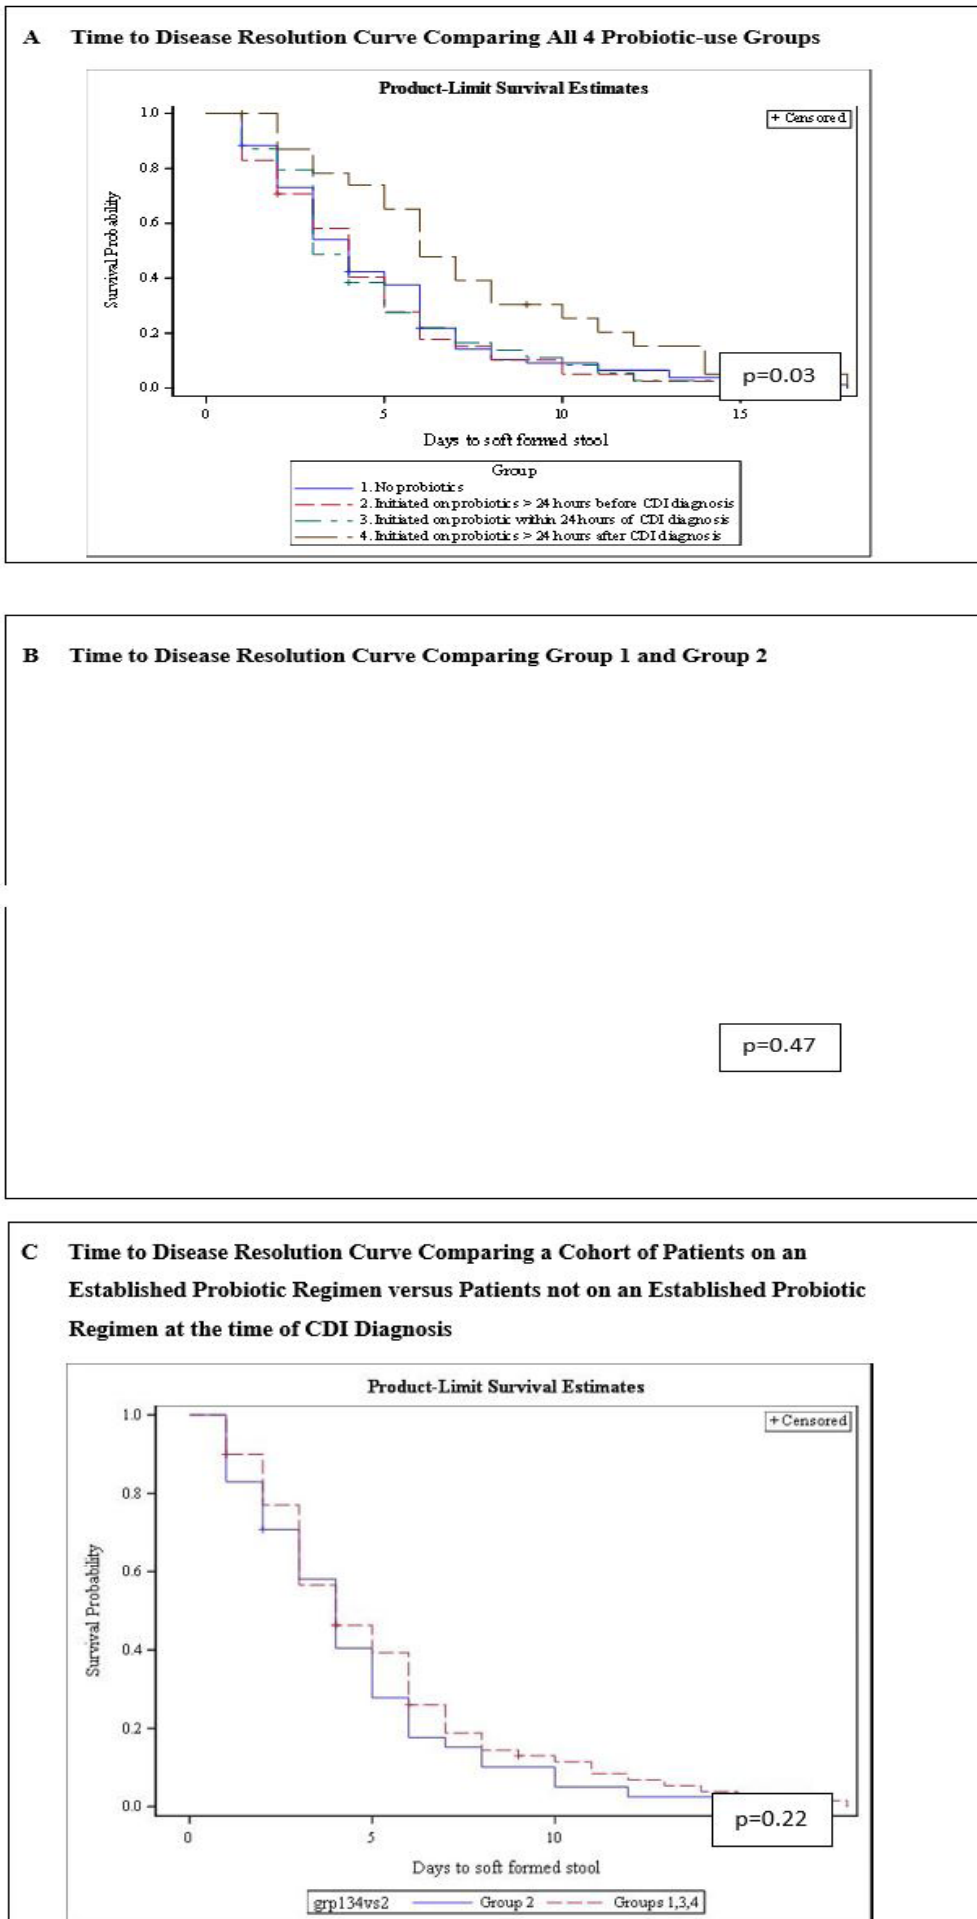 A Time to Disease Resolution Curve Comparing All 4 Probiotic-use Groups
Product-Limit Survival Estimates
+ Censored
1.0
0.8
0.6
0.4
0.2
0.0
Survival Probability
p=0.03
0 5 10 15
Days to soft formed stool
Group
1. No probiotics
2. Initiated on probiotics > 24 hours before CDI diagnosis
3. Initiated on probiotic within 24 hours of CDI diagnosis
4. Initiated on probiotics > 24 hours after CDI diagnosis
B Time to Disease Resolution Curve Comparing Group 1 and Group 2
p=0.47
C Time to Disease Resolution Curve Comparing a Cohort of Patients on an
Established Probiotic Regimen versus Patients not on an Established Probiotic
Regimen at the time of CDI Diagnosis
Product-Limit Survival Estimates
+ Censored
1.0
0.8
0.6
0.4
0.2
0.0
Survival Probability
p=0.22
0 5 10
Days to soft formed stool
grp134vs2 Group 2 Groups 1,3,4